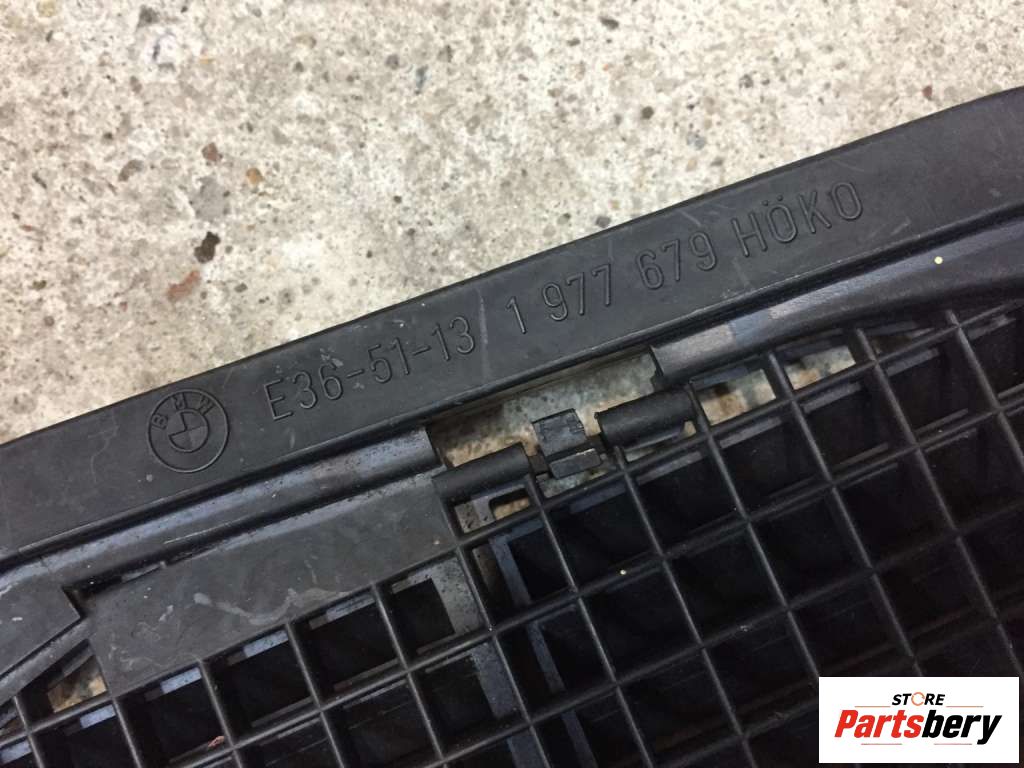 BMW E36-51-13 1 977 679 HÖKO
STORE
Partsbery